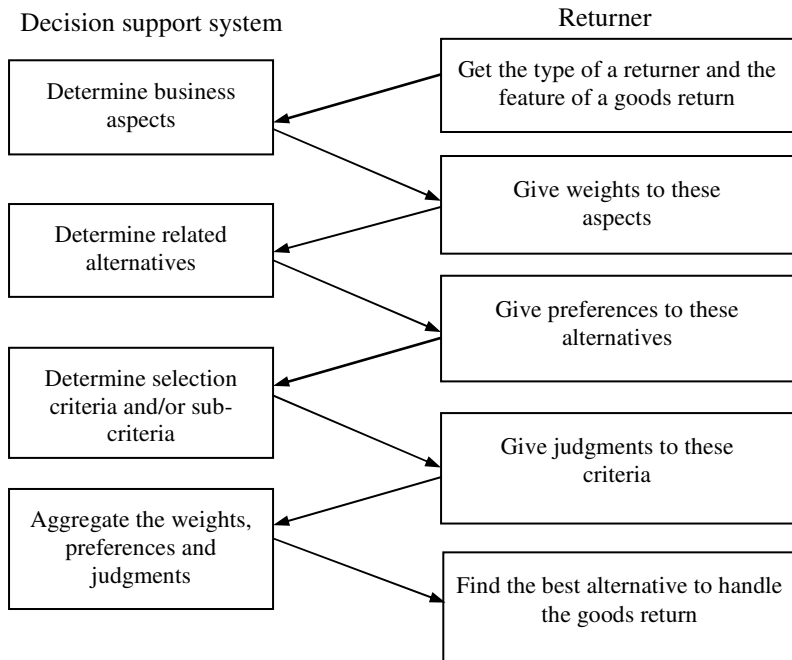 Decision support system
Returner
Get the type of a returner and the
feature of a goods return
Determine business
aspects
Give weights to these
aspects
Determine related
alternatives
Give preferences to these
alternatives
Determine selection
criteria and/or sub-
criteria
Give judgments to these
criteria
Aggregate the weights,
preferences and
judgments
Find the best alternative to handle
the goods return